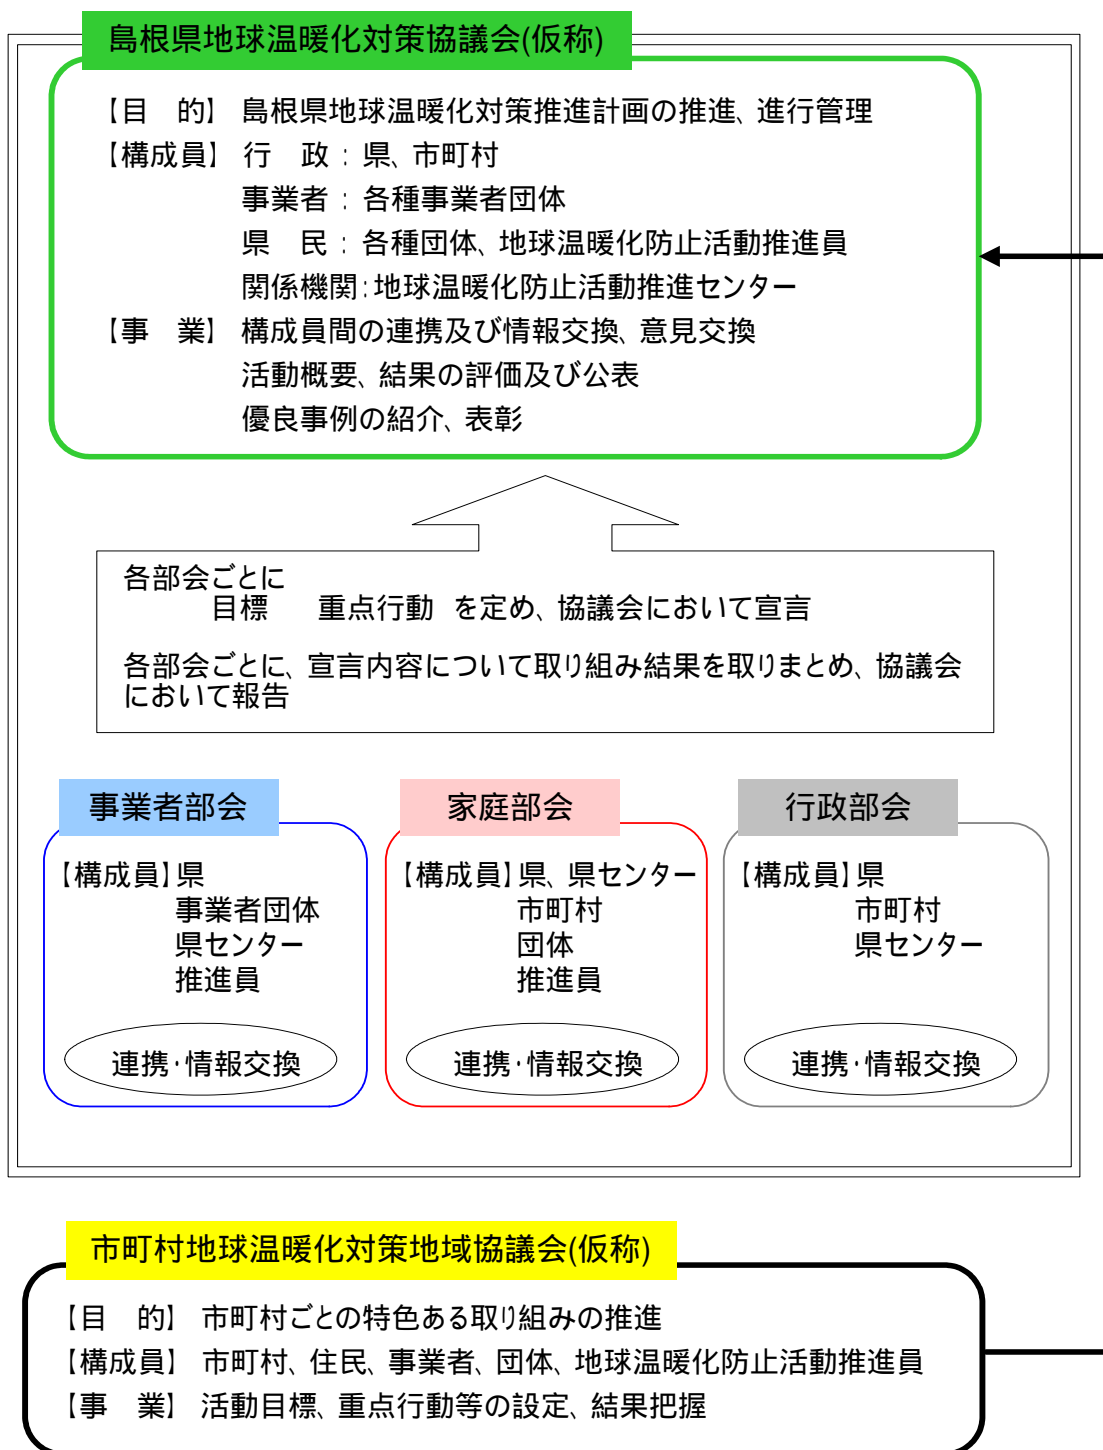 島根県地球温暖化対策協議会(仮称)
【目　的】 島根県地球温暖化対策推進計画の推進、進行管理
【構成員】 行　政：県、市町村
事業者：各種事業者団体
県　民：各種団体、地球温暖化防止活動推進員
関係機関：地球温暖化防止活動推進センター
【事　業】 構成員間の連携及び情報交換、意見交換
活動概要、結果の評価及び公表
優良事例の紹介、表彰
各部会ごとに
目標　重点行動 を定め、協議会において宣言
各部会ごとに、宣言内容について取り組み結果を取りまとめ、協議会
において報告
事業者部会
【構成員】県
事業者団体
県センター
推進員
連携・情報交換
家庭部会
【構成員】県、県センター
市町村
団体
推進員
連携・情報交換
行政部会
【構成員】県
市町村
県センター
連携・情報交換
市町村地球温暖化対策地域協議会(仮称)
【目　的】 市町村ごとの特色ある取り組みの推進
【構成員】 市町村、住民、事業者、団体、地球温暖化防止活動推進員
【事　業】 活動目標、重点行動等の設定、結果把握